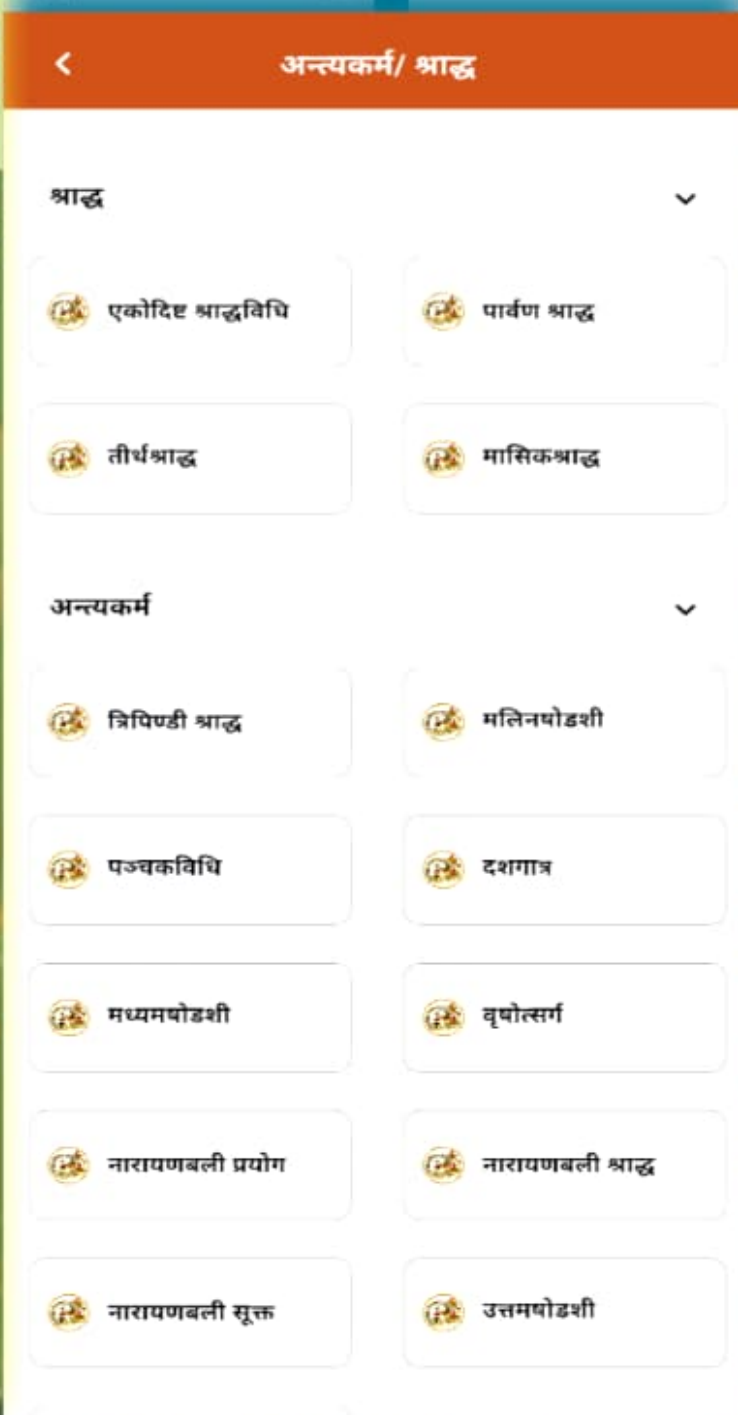 अन्त्यकर्म/ श्राद्ध
श्राद्ध
एकोदिष्ट श्राद्धविधि
पार्वण श्राद्ध
तीर्थश्राद्ध
मासिकश्राद्ध
अन्त्यकर्म
त्रिपिण्डी श्राद्ध
मलिनषोडशी
पञ्चकविधि
दशगात्र
मध्यमषोडशी
वृषोत्सर्ग
नारायणबली प्रयोग
नारायणबली श्राद्ध
नारायणबली सूक्त
उत्तमषोडशी